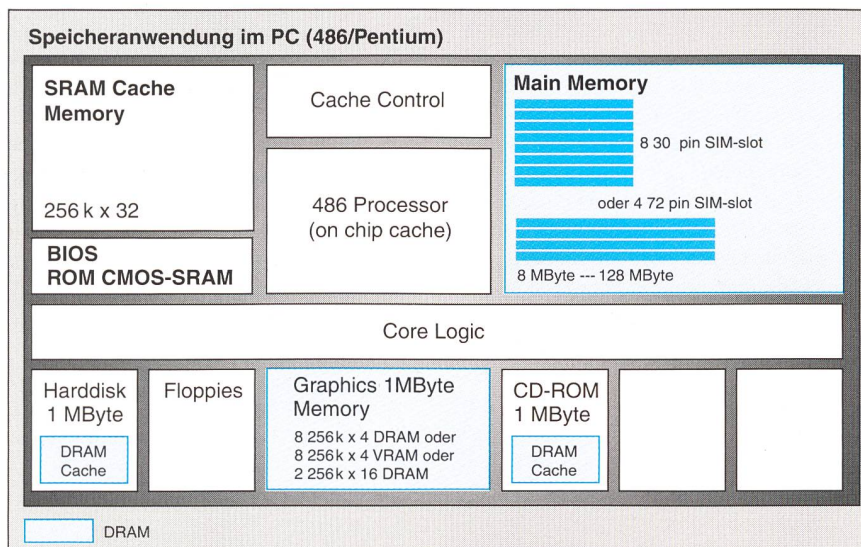 Speicheranwendung im PC (486/Pentium)
SRAM Cache
Memory
256 k x 32
Cache Control
Main Memory
8 30 pin SIM-slot
oder 4 72 pin SIM-slot
8 MByte --- 128 MByte
486 Processor
(on chip cache)
BIOS
ROM CMOS-SRAM
Core Logic
Harddisk
1 MByte
DRAM
Cache
Floppies
Graphics 1MByte
Memory
8 256k x 4 DRAM oder
8 256k x 4 VRAM oder
2 256k x 16 DRAM
CD-ROM
1 MByte
DRAM
Cache
DRAM